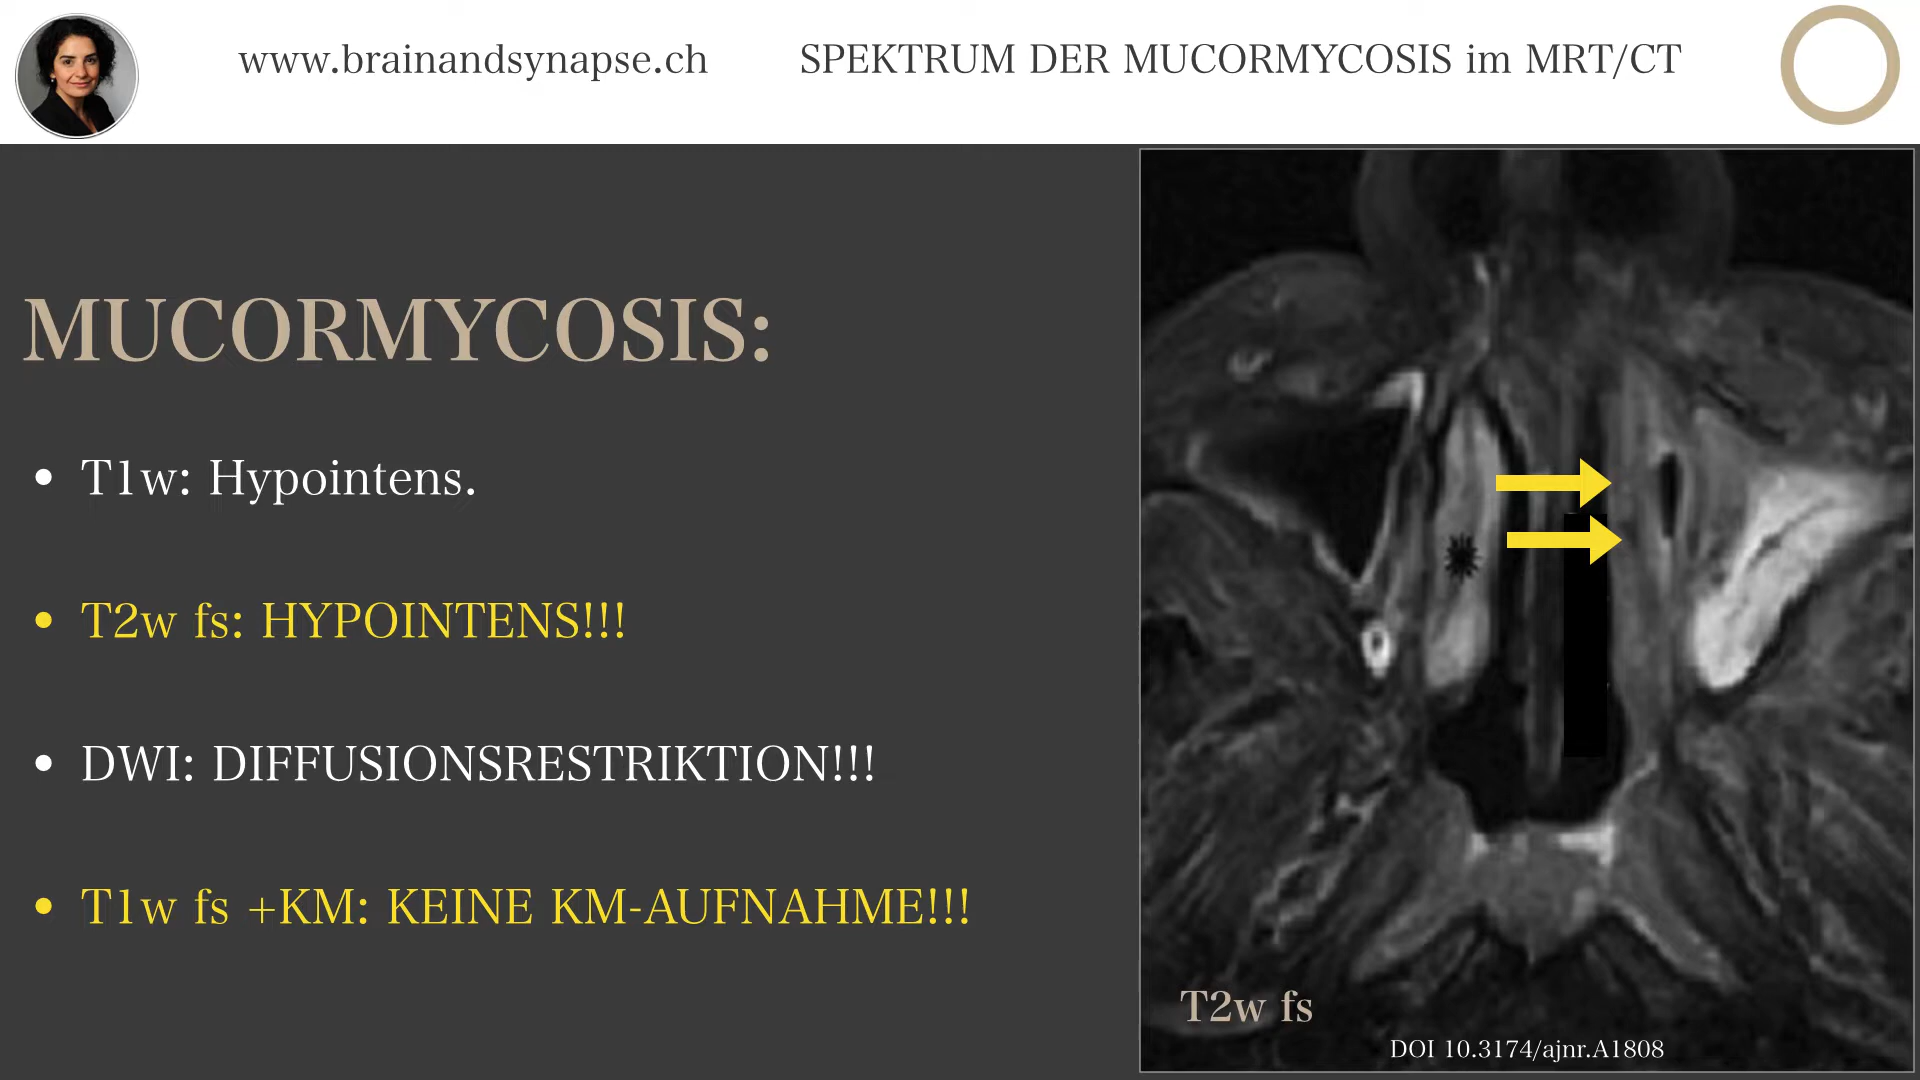 www.brainandsynapse.ch
SPEKTRUM DER MUCORMYCOSIS im MRT/CT
MUCORMYCOSIS:
• T1w: Hypointens.
• T2w fs: HYPOINTENS!!!
• DWI: DIFFUSIONSRESTRIKTION!!!
• T1w fs +KM: KEINE KM-AUFNAHME!!!
T2w fs
DOI 10.3174/ajnr.A1808